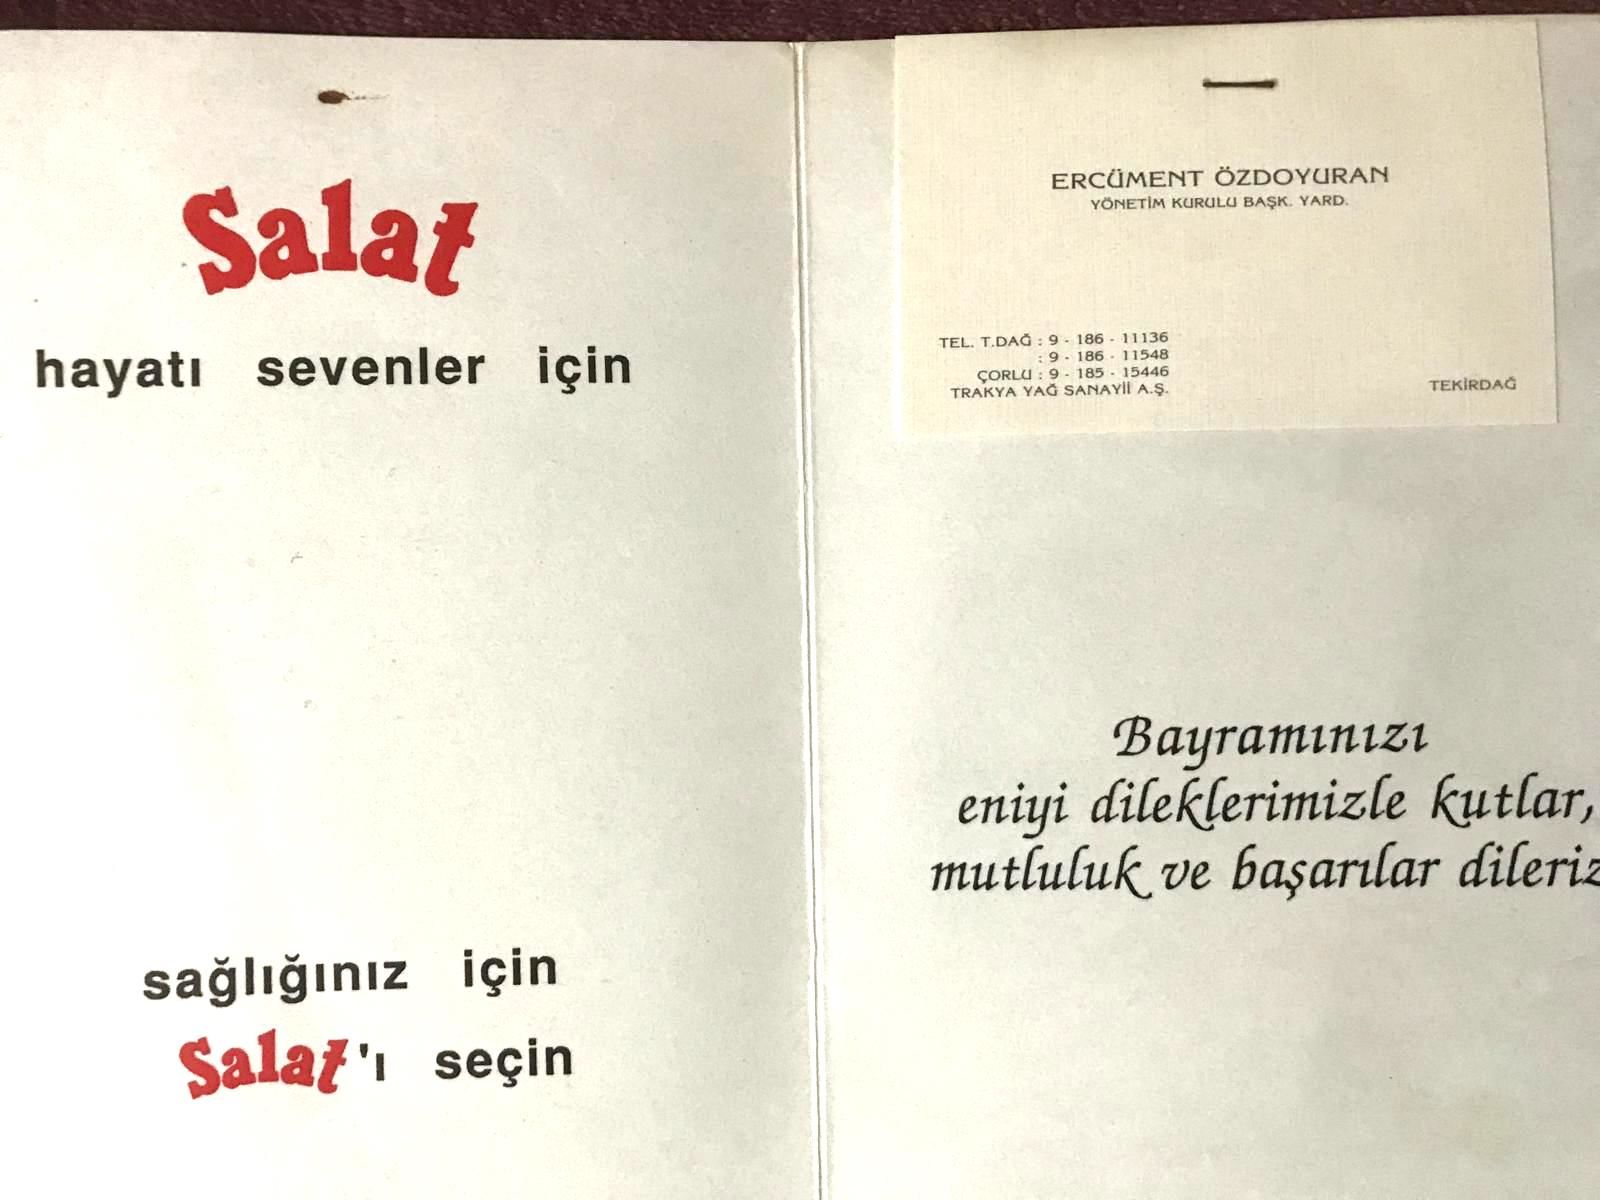 Salat
hayatı sevenler için
sağlığınız için
Salat'ı seçin
ERCÜMENT ÖZDOYURAN
YÖNETİM KURULU BAŞK. YARD.
TEL. T.DAĞ : 9 - 186 - 11136
: 9 - 186 - 11548
ÇORLU : 9 - 185 - 15446
TRAKYA YAĞ SANAYİİ A.Ş.
TEKİRDAĞ
Bayramınızı
eniyi dileklerimizle kutlar,
mutluluk ve başarılar dileriz